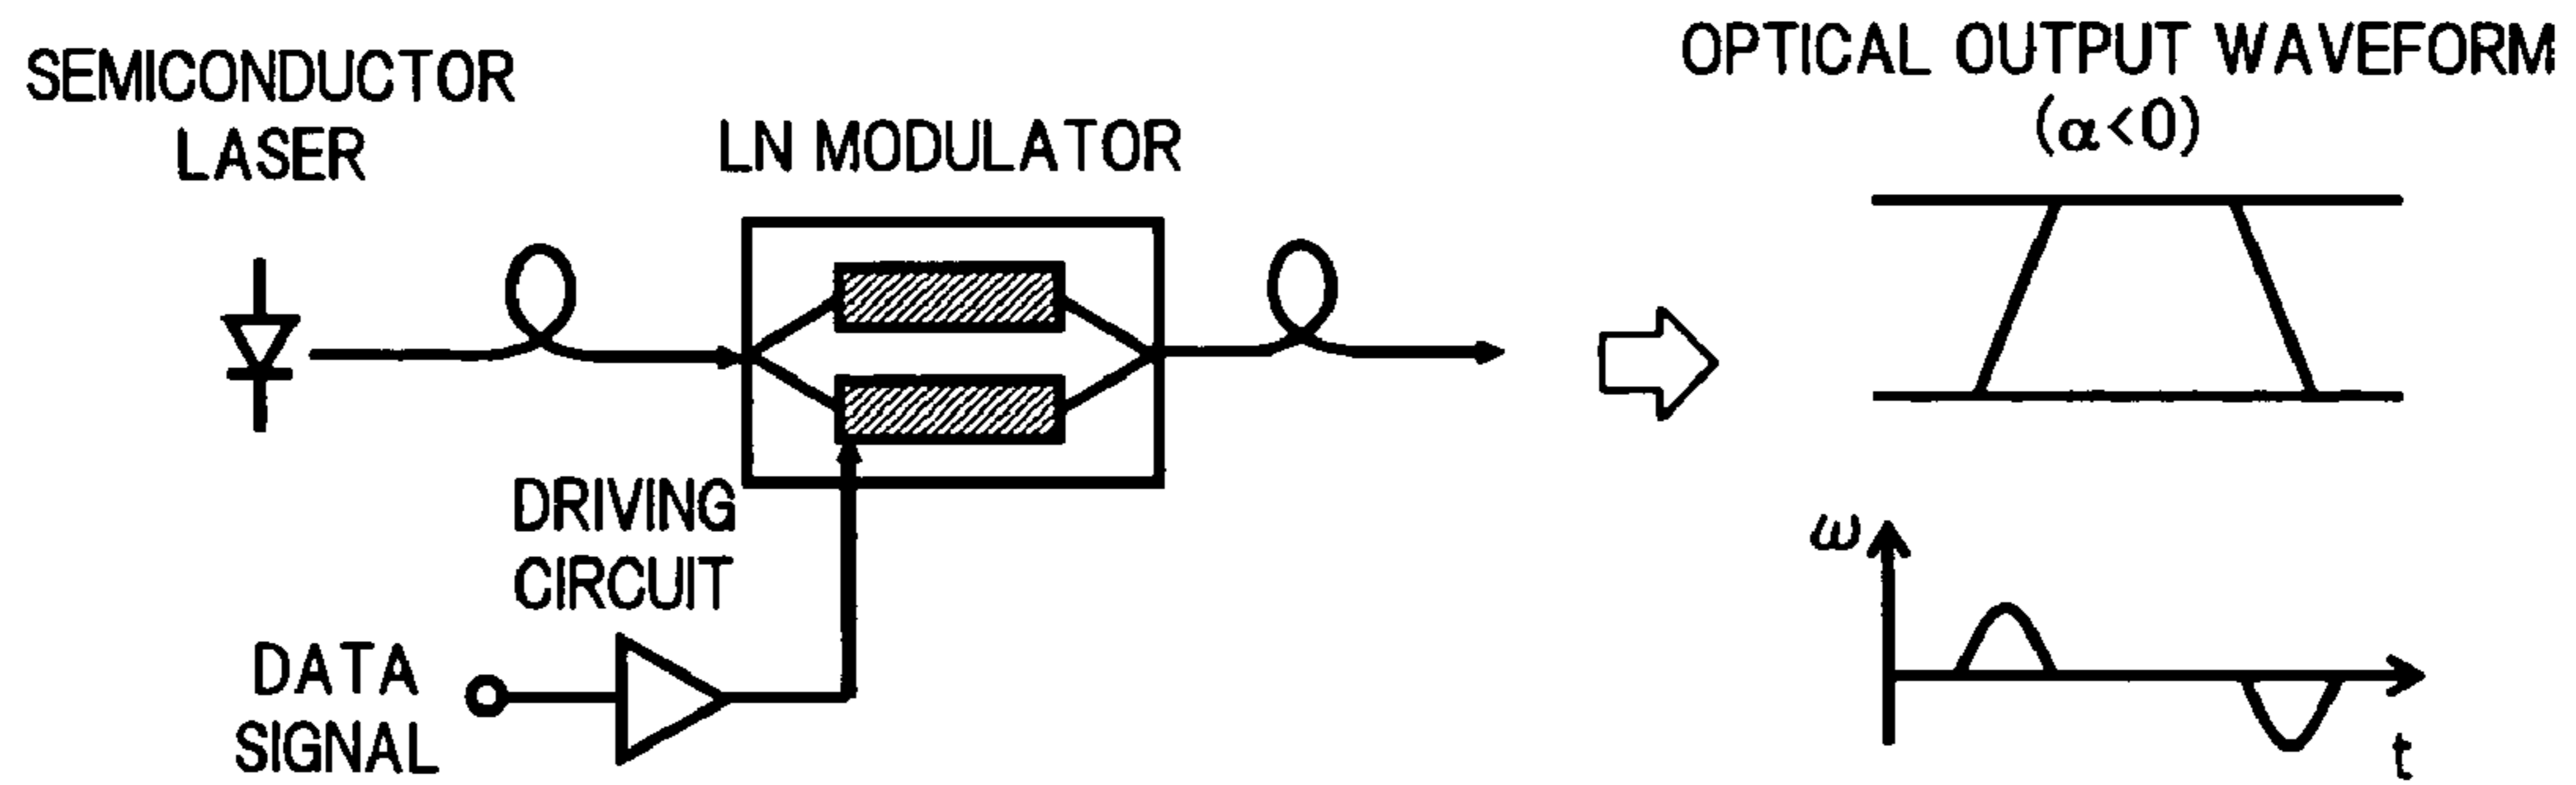 SEMICONDUCTOR
LASER
LN MODULATOR
DRIVING
CIRCUIT
DATA
SIGNAL
OPTICAL OUTPUT WAVEFORM
(α<0)
ω
t